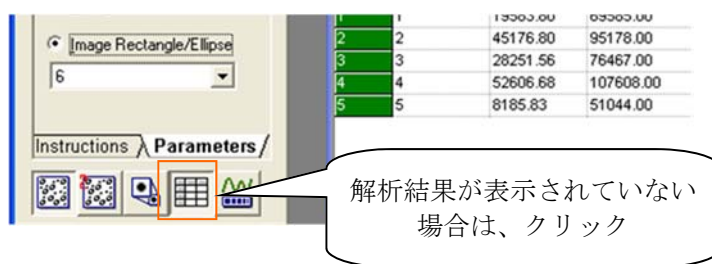 1 1 19583.80 69585.00
Image Rectangle/Ellipse
2 2 45176.80 95178.00
6
3 3 28251.56 76467.00
4 4 52606.68 107608.00
5 5 8185.83 51044.00
Instructions Parameters
解析結果が表示されていない
場合は、クリック